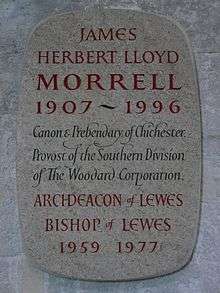 JAMES
HERBERT LLOYD
MORRELL
1907 ~ 1996
Canon & Prebendary of Chichester.
Provost of the Southern Division
of The Woodard Corporation.
ARCHDEACON of LEWES
BISHOP of LEWES
1959 1977